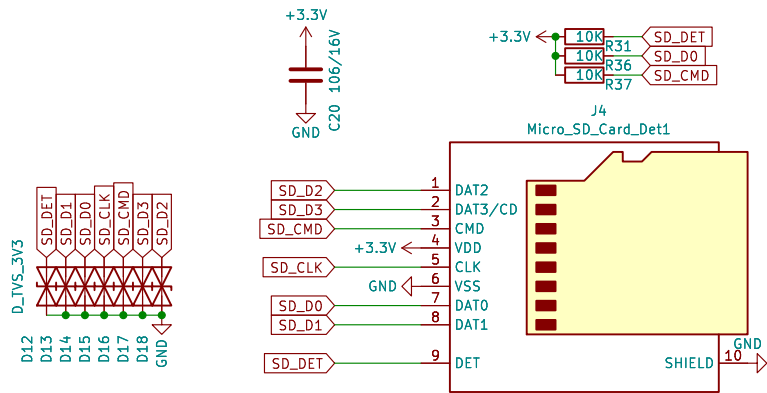 +3.3V
C20 106/16V
GND
+3.3V
10K
R31
SD_DET
10K
R36
SD_D0
10K
R37
SD_CMD
J4
Micro_SD_Card_Det1
SD_D2 1 DAT2
SD_D3 2 DAT3/CD
SD_CMD 3 CMD
+3.3V 4 VDD
SD_CLK 5 CLK
GND 6 VSS
SD_D0 7 DAT0
SD_D1 8 DAT1
SD_DET 9 DET
SHIELD 10 GND
SD_DET
SD_D1
SD_D0
SD_CLK
SD_CMD
SD_D3
SD_D2
D_TVS_3V3
D12
D13
D14
D15
D16
D17
D18
GND